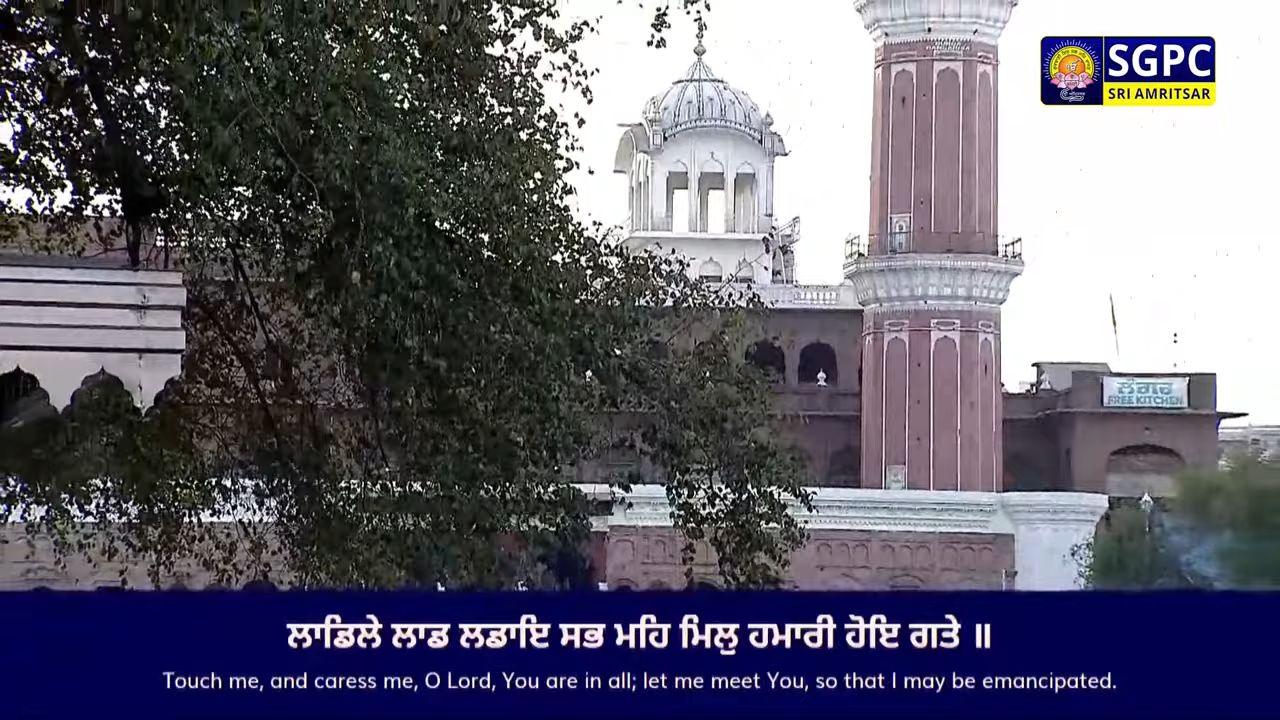 SGPC
SRI AMRITSAR
ਲੰਗਰ
FREE KITCHEN
ਲਾਡਿਲੇ ਲਾਡ ਲਡਾਇ ਸਭ ਮਹਿ ਮਿਲੁ ਹਮਾਰੀ ਹੋਇ ਗਤੇ ॥
Touch me, and caress me, O Lord, You are in all; let me meet You, so that I may be emancipated.